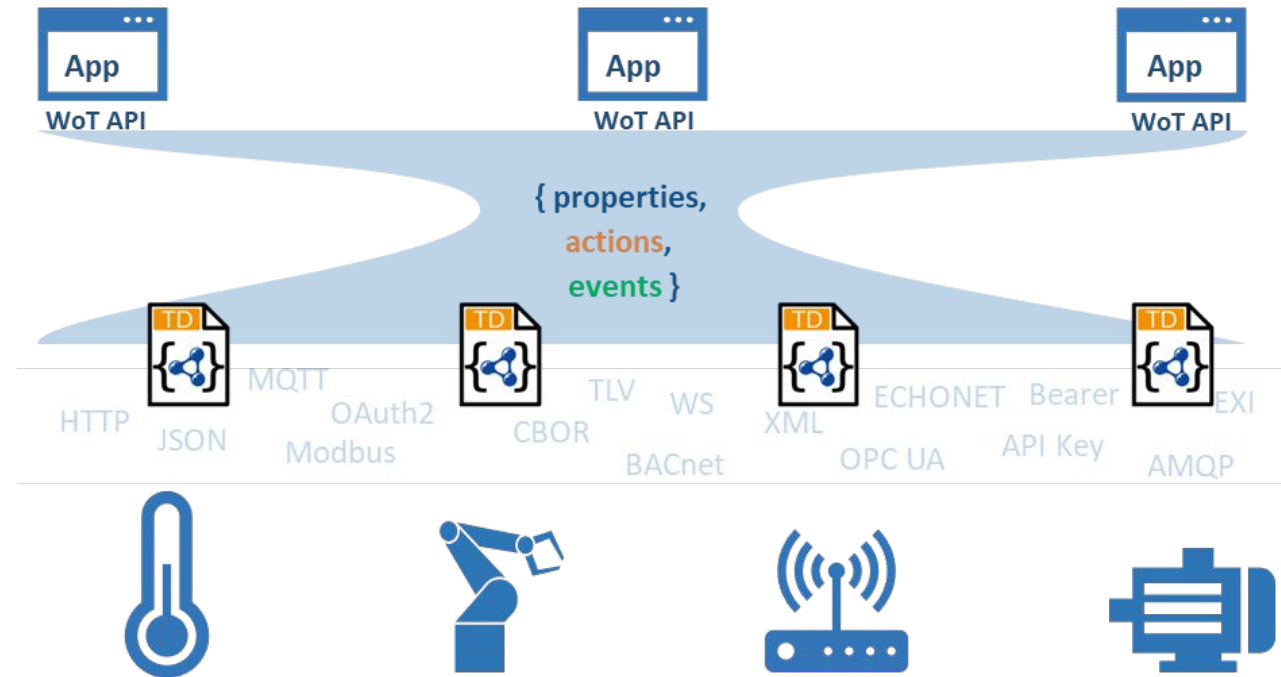 App
App
App
WoT API
WoT API
WoT API
{ properties,
actions,
events }
TD
TD
TD
TD
MQTT
TLV
WS
ECHONET
Bearer
EXI
HTTP
OAuth2
CBOR
XML
JSON
Modbus
BACnet
OPC UA
API Key
AMQP